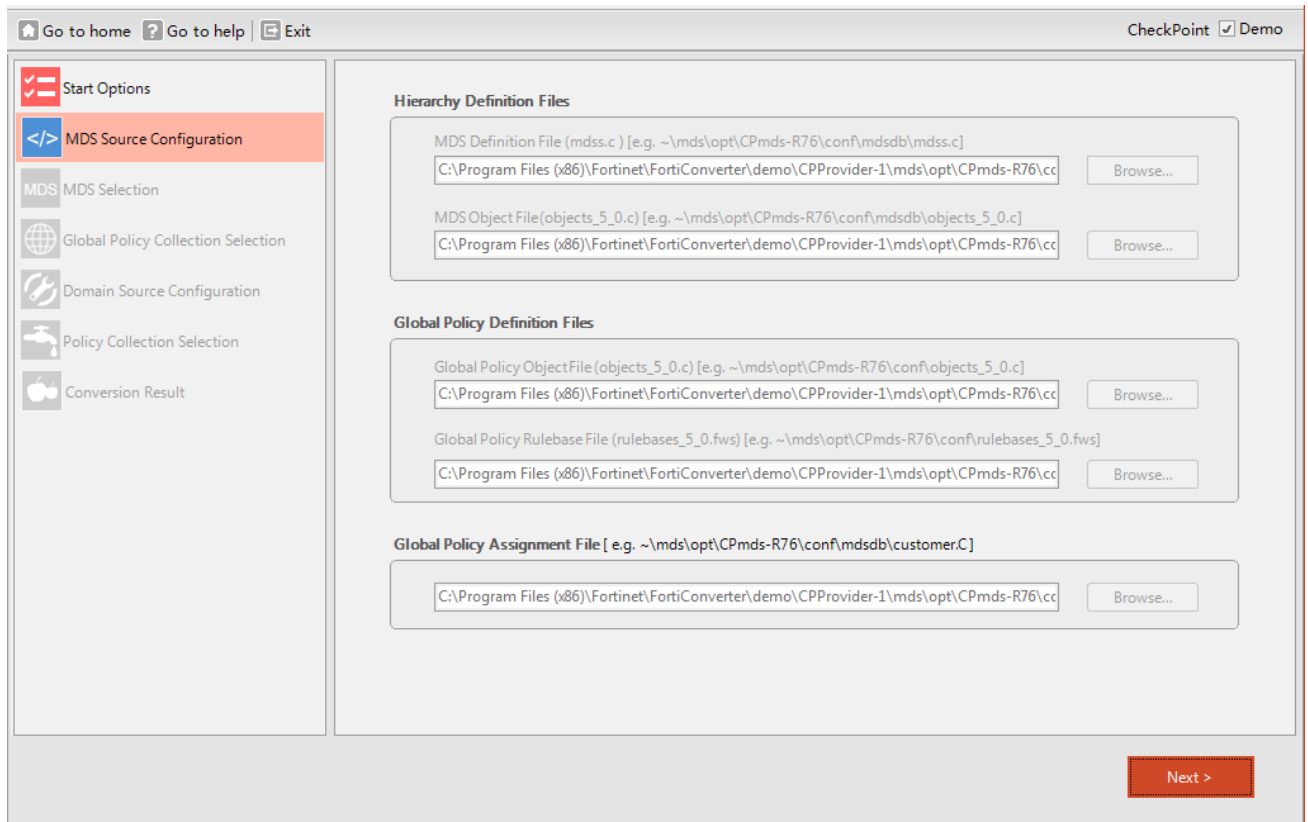 Go to home Go to help Exit CheckPoint Demo
Start Options
MDS Source Configuration
MDS MDS Selection
Global Policy Collection Selection
Domain Source Configuration
Policy Collection Selection
Conversion Result
Hierarchy Definition Files
MDS Definition File (mdss.c ) [e.g. ~\mds\opt\CPmds-R76\conf\mdsdb\mdss.c]
C:\Program Files (x86)\Fortinet\FortiConverter\demo\CPProvider-1\mds\opt\CPmds-R76\cc Browse...
MDS Object File(objects_5_0.c) [e.g. ~\mds\opt\CPmds-R76\conf\mdsdb\objects_5_0.c]
C:\Program Files (x86)\Fortinet\FortiConverter\demo\CPProvider-1\mds\opt\CPmds-R76\cc Browse...
Global Policy Definition Files
Global Policy ObjectFile (objects_5_0.c) [e.g. ~\mds\opt\CPmds-R76\conf\objects_5_0.c]
C:\Program Files (x86)\Fortinet\FortiConverter\demo\CPProvider-1\mds\opt\CPmds-R76\cc Browse...
Global Policy Rulebase File (rulebases_5_0.fws) [e.g. ~\mds\opt\CPmds-R76\conf\rulebases_5_0.fws]
C:\Program Files (x86)\Fortinet\FortiConverter\demo\CPProvider-1\mds\opt\CPmds-R76\cc Browse...
Global Policy Assignment File [ e.g. ~\mds\opt\CPmds-R76\conf\mdsdb\customer.C]
C:\Program Files (x86)\Fortinet\FortiConverter\demo\CPProvider-1\mds\opt\CPmds-R76\cc Browse...
Next >